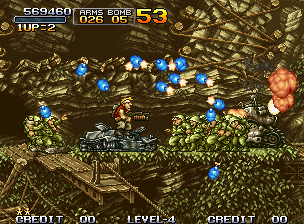 569460 ARMS BOMB 53
1UP=2 026 05
CREDIT 00 LEVEL-4 CREDIT 00